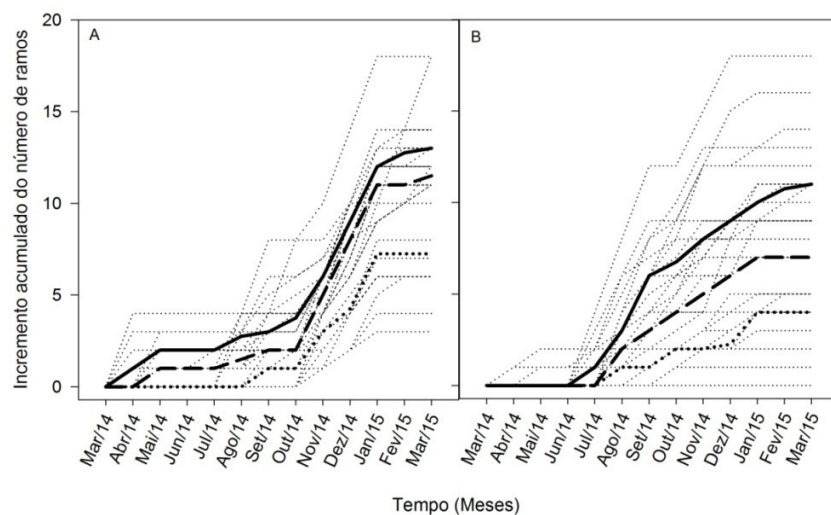 Incremento acumulado do número de ramos
20
15
10
5
0
A
B
Mar/14
Abr/14
Mai/14
Jun/14
Jul/14
Ago/14
Set/14
Out/14
Nov/14
Dez/14
Jan/15
Fev/15
Mar/15
Mar/14
Abr/14
Mai/14
Jun/14
Jul/14
Ago/14
Set/14
Out/14
Nov/14
Dez/14
Jan/15
Fev/15
Mar/15
Tempo (Meses)